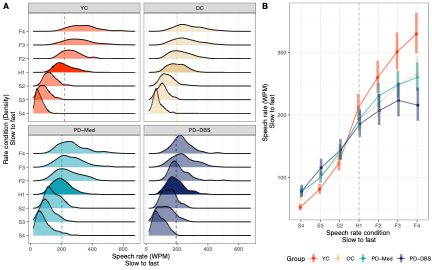 A
YC
OC
F4
F3
F2
H1
S2
S3
S4
PD-Med
PD-DBS
F4
F3
F2
H1
S2
S3
S4
0
200
400
600
0
200
400
600
Rate condition (Density)
Slow to fast
Speech rate (WPM)
Slow to fast
B
300
200
100
Speech rate (WPM)
Slow to fast
S4
S3
S2
H1
F2
F3
F4
Speech rate condition
Slow to fast
Group
YC
OC
PD-Med
PD-DBS